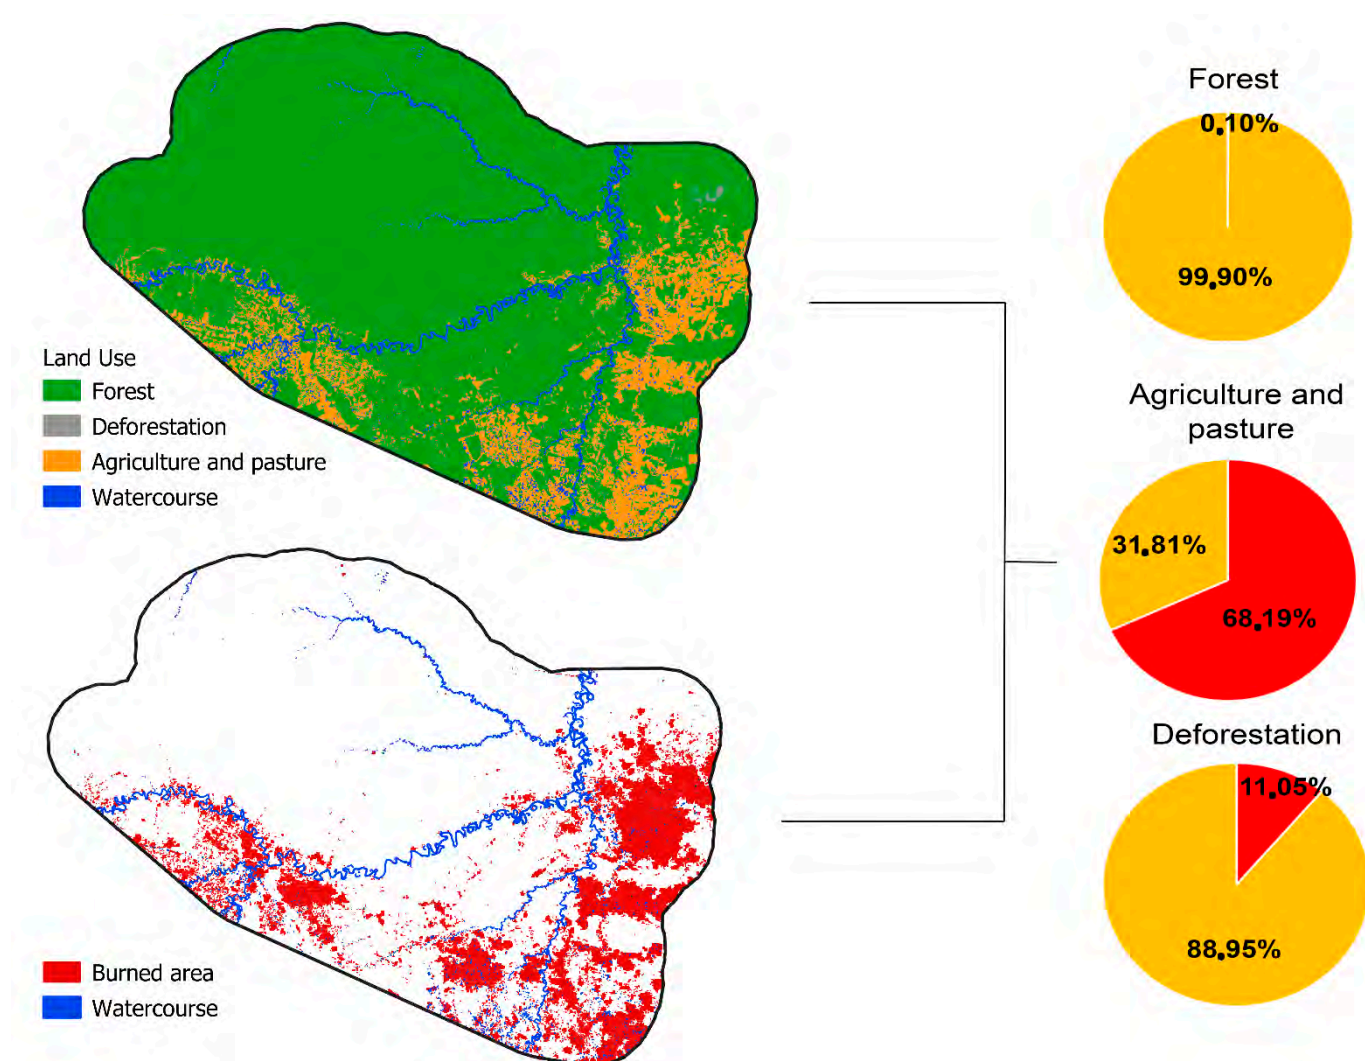 Land Use
Forest
Deforestation
Agriculture and pasture
Watercourse
Burned area
Watercourse
Forest
0.10%
99.90%
Agriculture and
pasture
31.81%
68.19%
Deforestation
11.05%
88.95%